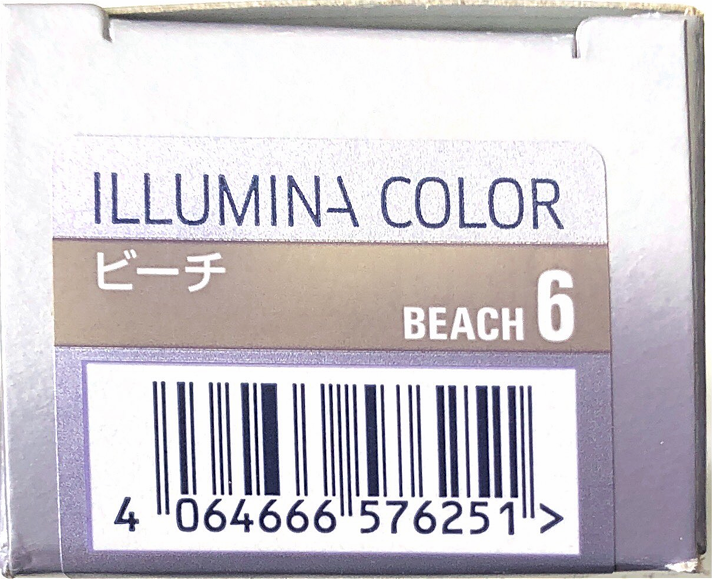 ILLUMINA COLOR
ビーチ
BEACH 6
4 064666 576251 >